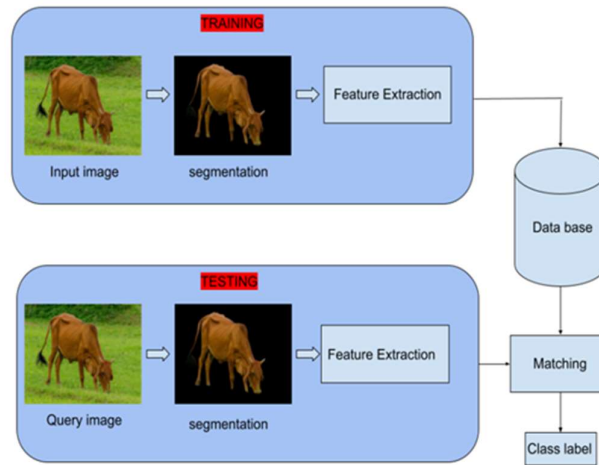 TRAINING
Feature Extraction
Input image
segmentation
Data base
TESTING
Feature Extraction
Matching
Query image
segmentation
Class label